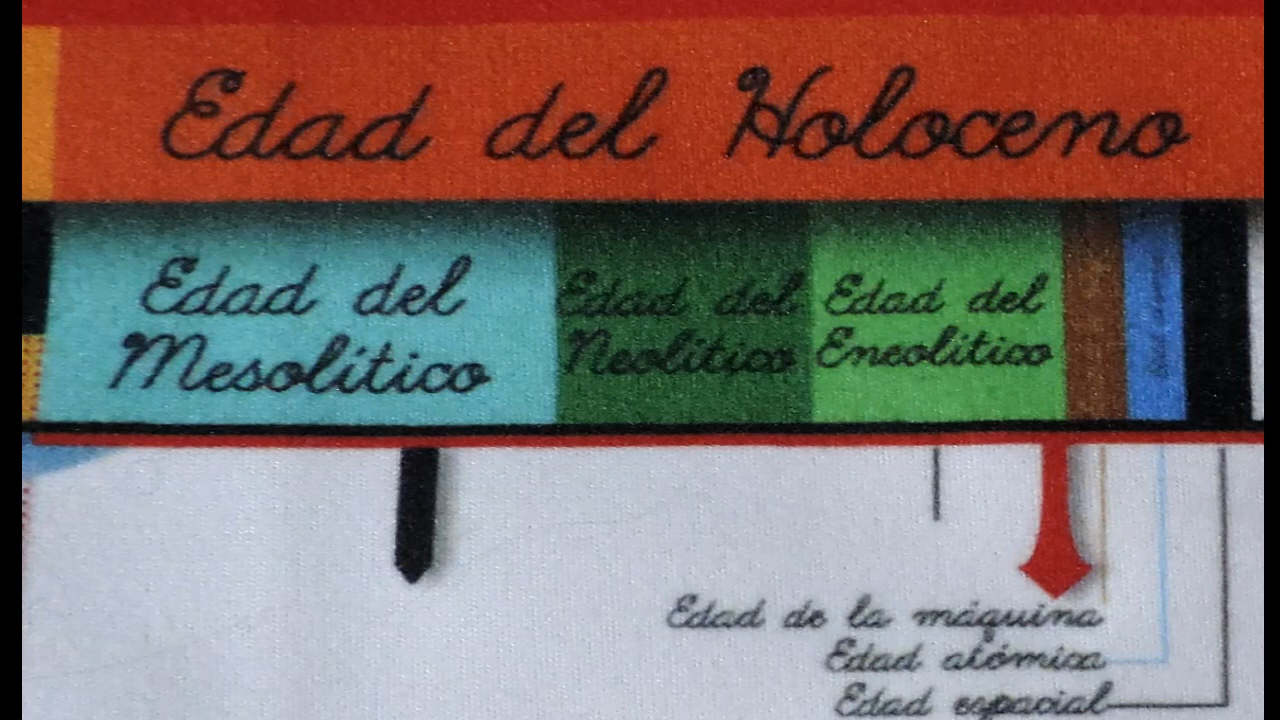 Edad del Holoceno
Edad del
Mesolítico
Edad del
Neolítico
Edad del
Eneolítico
Edad de la máquina
Edad atómica
Edad espacial